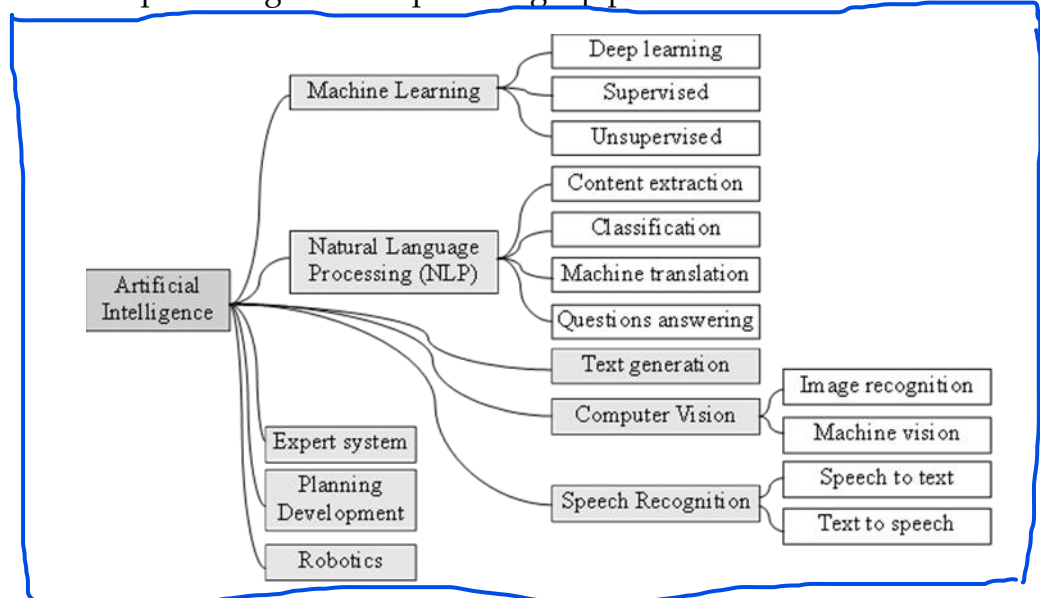 Deep learning
Machine Learning
Supervised
Unsupervised
Content extraction
Classification
Natural Language
Processing (NLP)
Machine translation
Questions answering
Artificial
Intelligence
Text generation
Image recognition
Computer Vision
Machine vision
Expert system
Speech to text
Planning
Development
Speech Recognition
Text to speech
Robotics